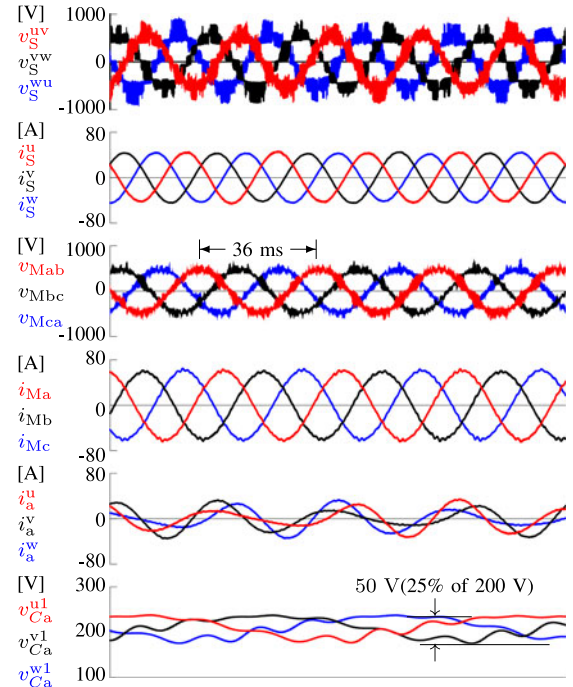 [V]
1000
v_S^uv
v_S^vw
0
v_S^wu
-1000
[A]
80
i_S^u
i_S^v
0
i_S^w
-80
[V]
1000
36 ms
v_Mab
v_Mbc
0
v_Mca
-1000
[A]
80
i_Ma
i_Mb
0
i_Mc
-80
[A]
80
i_a^u
i_a^v
0
i_a^w
-80
[V]
300
50 V(25% of 200 V)
v_Ca^u1
v_Ca^v1
200
v_Ca^w1
100